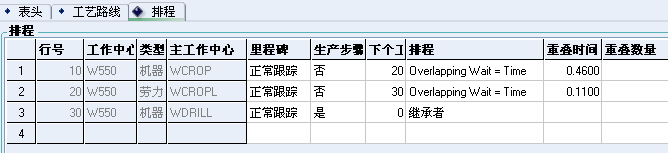 表头 工艺路线 排程
排程
行号 工作中心 类型 主工作中心 里程碑 生产步骤 下个工 排程 重叠时间 重叠数量
1 10 W550 机器 WCROP 正常跟踪 否 20 Overlapping Wait = Time 0.4600
2 20 W550 劳力 WCROPL 正常跟踪 否 30 Overlapping Wait = Time 0.1100
3 30 W550 机器 WDRILL 正常跟踪 是 0 继承者
4